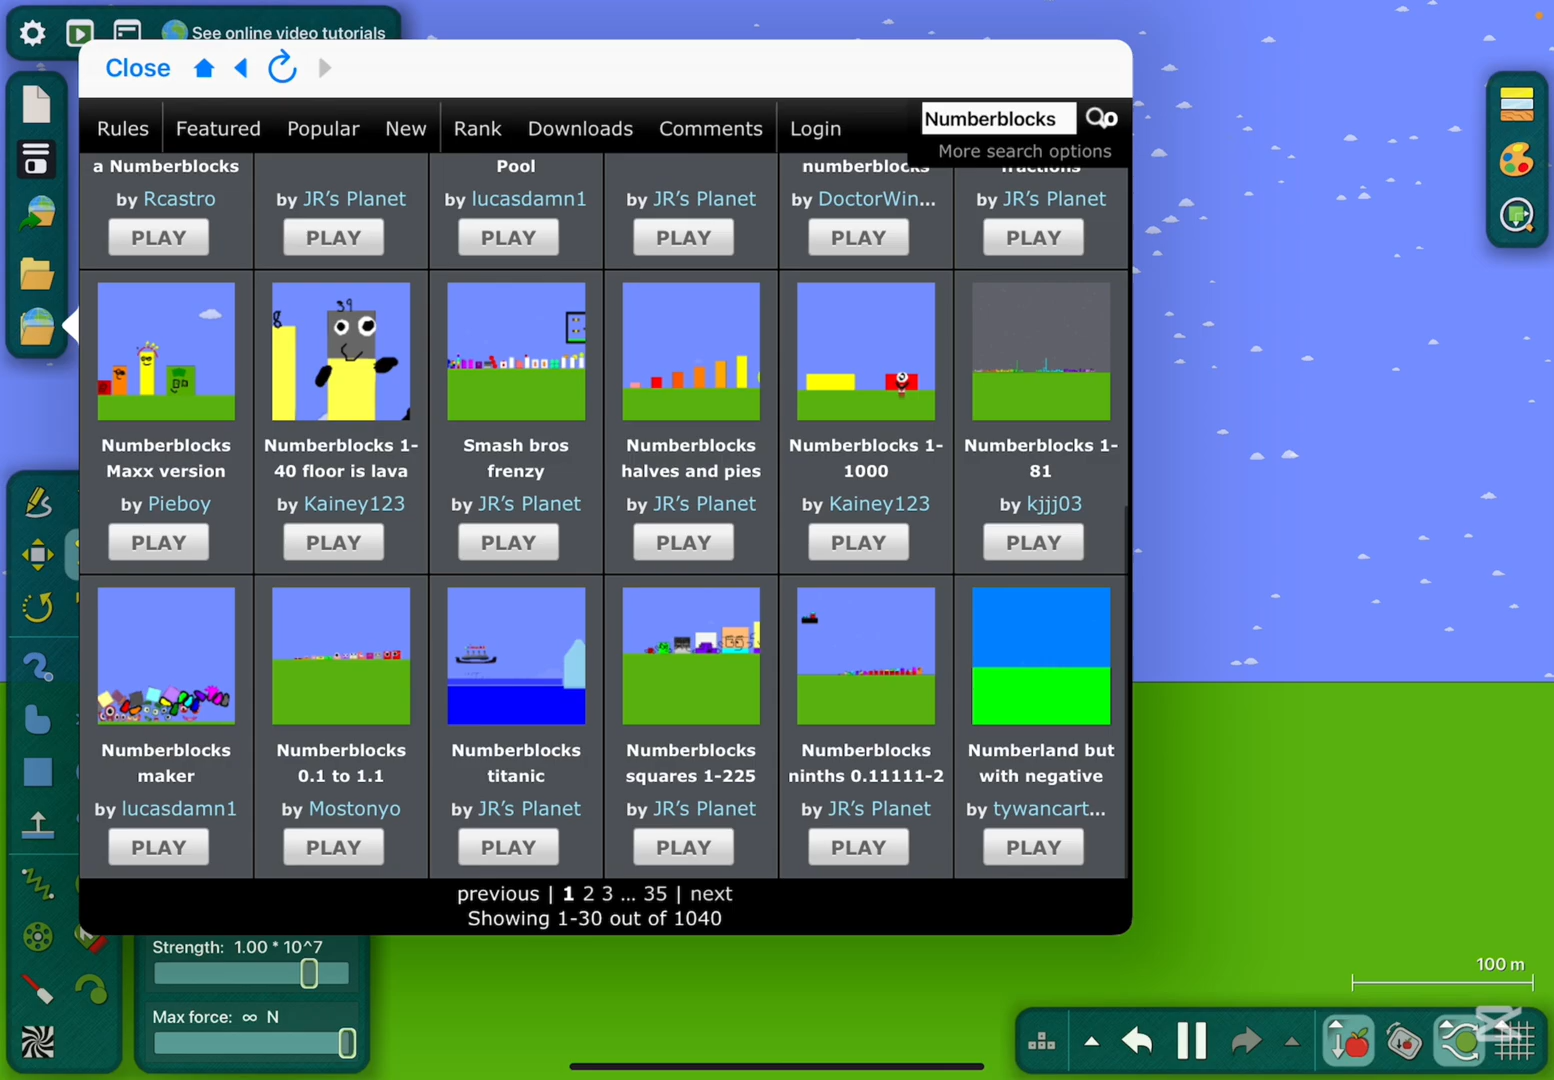 See online video tutorials
Close
Rules
Featured
Popular
New
Rank
Downloads
Comments
Login
Numberblocks
More search options
a Numberblocks
by Rcastro
PLAY
by JR’s Planet
PLAY
Pool
by lucasdamn1
PLAY
by JR’s Planet
PLAY
numberblocks
by DoctorWin...
PLAY
fractions
by JR’s Planet
PLAY
8
39
Numberblocks
Maxx version
by Pieboy
PLAY
Numberblocks 1-
40 floor is lava
by Kainey123
PLAY
Smash bros
frenzy
by JR’s Planet
PLAY
Numberblocks
halves and pies
by JR’s Planet
PLAY
Numberblocks 1-
1000
by Kainey123
PLAY
Numberblocks 1-
81
by kjjj03
PLAY
Numberblocks
maker
by lucasdamn1
PLAY
Numberblocks
0.1 to 1.1
by Mostonyo
PLAY
Numberblocks
titanic
by JR’s Planet
PLAY
Numberblocks
squares 1-225
by JR’s Planet
PLAY
Numberblocks
ninths 0.11111-2
by JR’s Planet
PLAY
Numberland but
with negative
by tywancart...
PLAY
previous | 1 2 3 ... 35 | next
Showing 1-30 out of 1040
Strength: 1.00 * 10^7
Max force: ∞ N
100 m